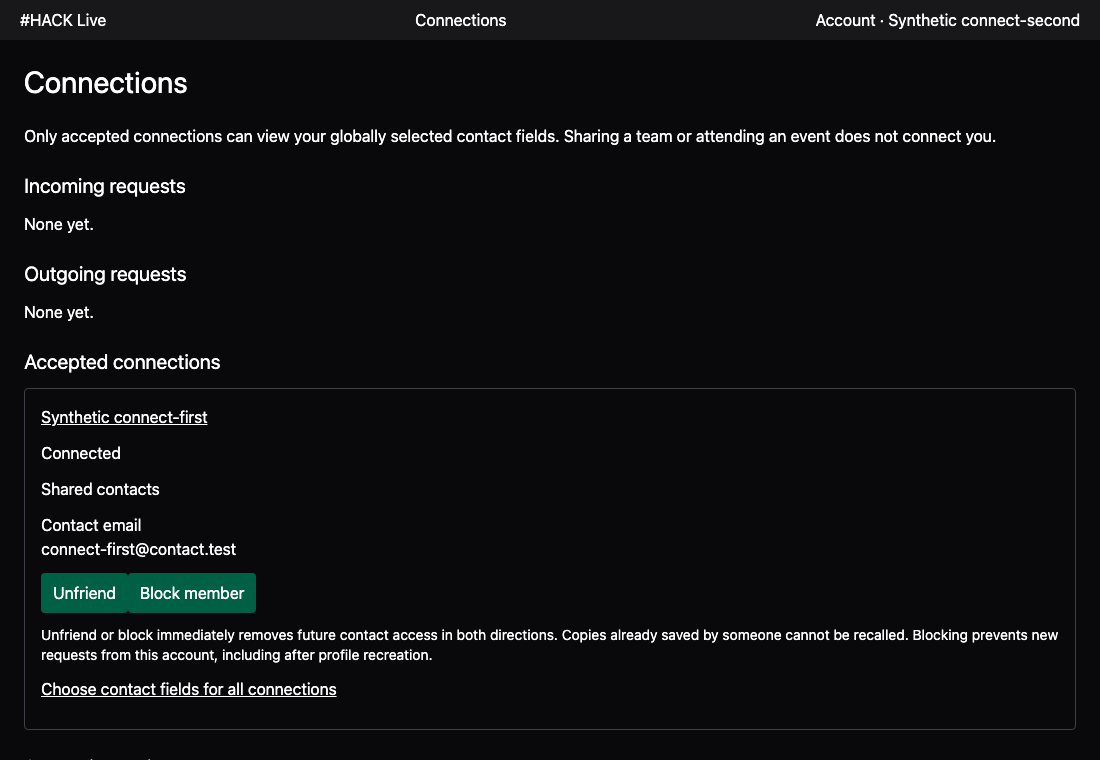 #HACK Live
Connections
Account · Synthetic connect-second
Connections
Only accepted connections can view your globally selected contact fields. Sharing a team or attending an event does not connect you.
Incoming requests
None yet.
Outgoing requests
None yet.
Accepted connections
Synthetic connect-first
Connected
Shared contacts
Contact email
connect-first@contact.test
Unfriend
Block member
Unfriend or block immediately removes future contact access in both directions. Copies already saved by someone cannot be recalled. Blocking prevents new
requests from this account, including after profile recreation.
Choose contact fields for all connections